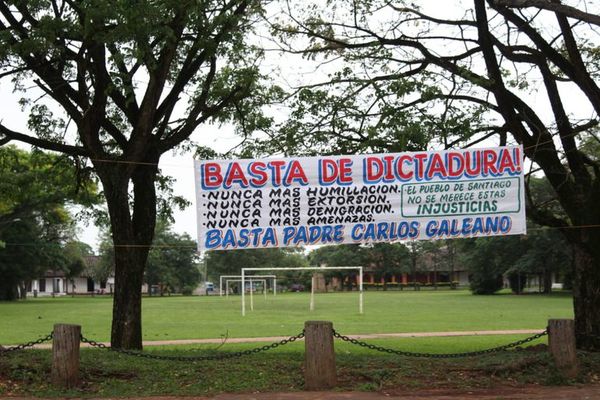 BASTA DE DICTADURA!
·NUNCA MAS HUMILLACION.
·NUNCA MAS EXTORSION.
·NUNCA MAS DENIGRACION.
·NUNCA MAS AMENAZAS.
·EL PUEBLO DE SANTIAGO
NO SE MERECE ESTAS
INJUSTICIAS
BASTA PADRE CARLOS GALEANO